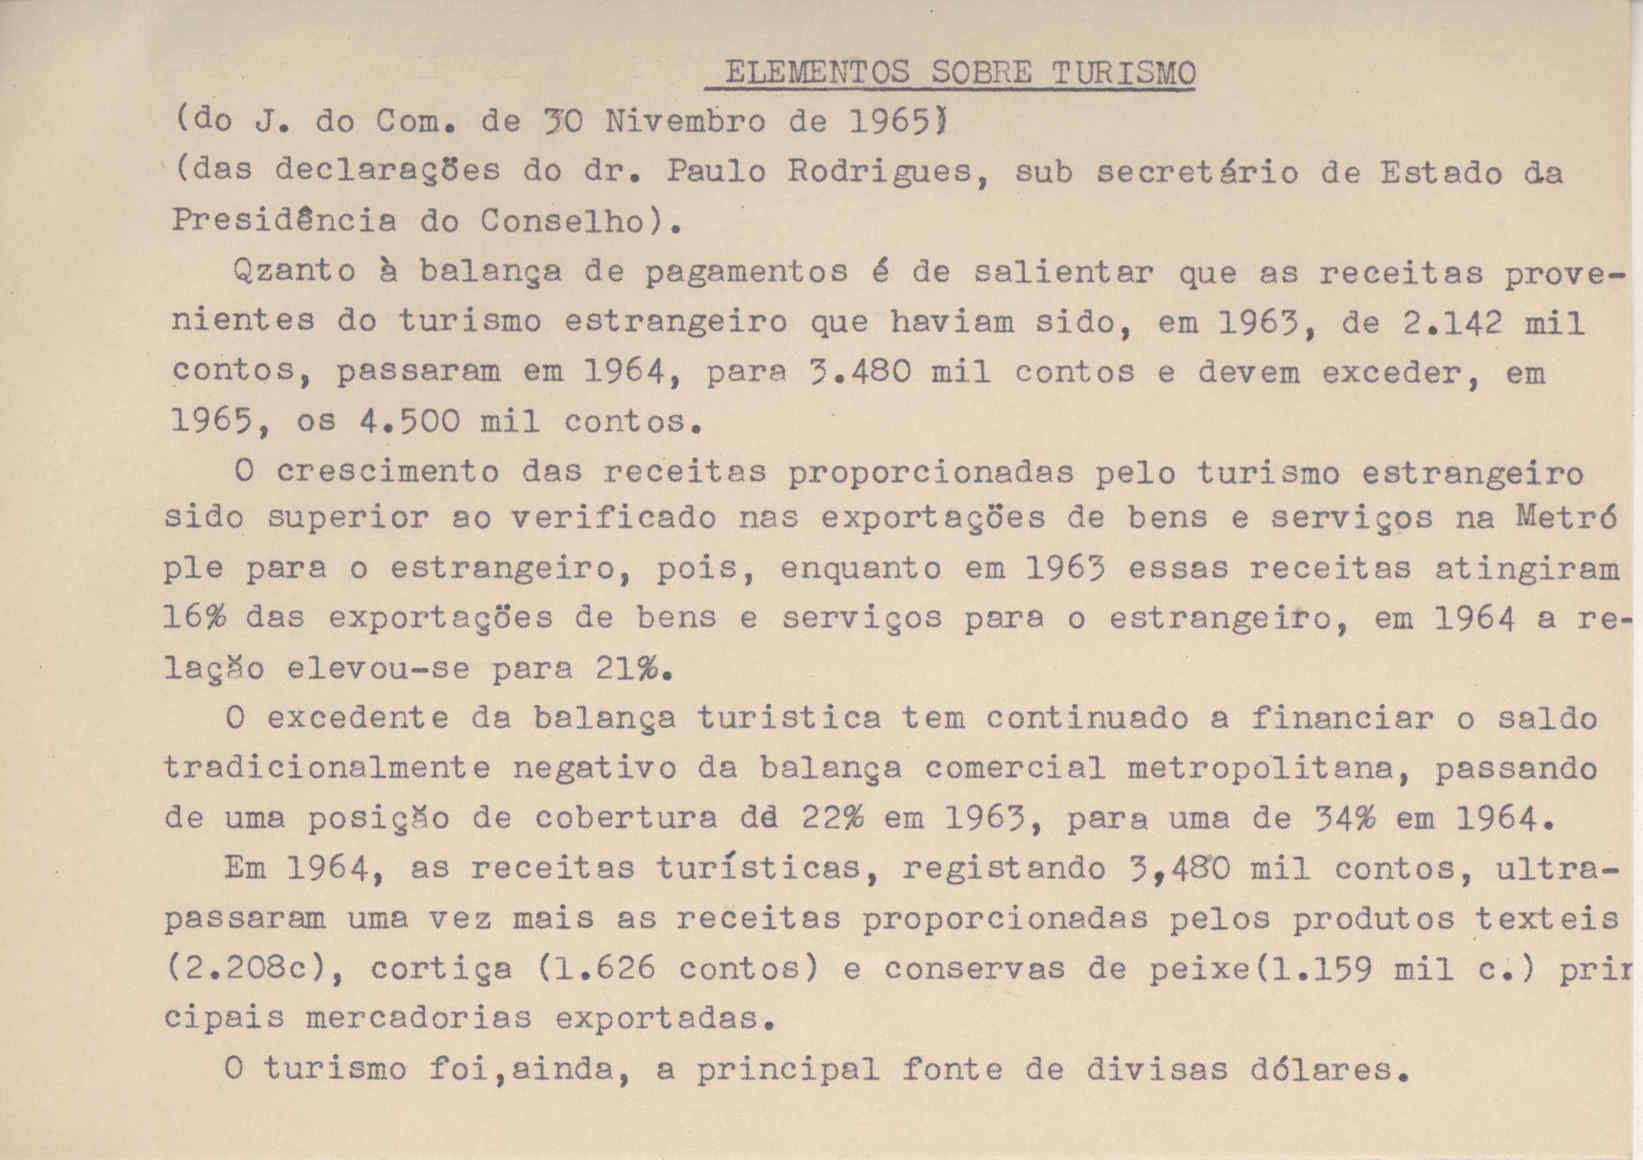 ELEMENTOS SOBRE TURISMO
(do J. do Com. de 30 Nivembro de 1965)
(das declarações do dr. Paulo Rodrigues, sub secretário de Estado da
Presidência do Conselho).
Qzanto à balança de pagamentos é de salientar que as receitas prove-
nientes do turismo estrangeiro que haviam sido, em 1963, de 2.142 mil
contos, passaram em 1964, para 3.480 mil contos e devem exceder, em
1965, os 4.500 mil contos.
O crescimento das receitas proporcionadas pelo turismo estrangeiro
sido superior ao verificado nas exportações de bens e serviços na Metró
ple para o estrangeiro, pois, enquanto em 1963 essas receitas atingiram
16% das exportações de bens e serviços para o estrangeiro, em 1964 a re-
lação elevou-se para 21%.
O excedente da balança turistica tem continuado a financiar o saldo
tradicionalmente negativo da balança comercial metropolitana, passando
de uma posição de cobertura dd 22% em 1963, para uma de 34% em 1964.
Em 1964, as receitas turísticas, registando 3,480 mil contos, ultra-
passaram uma vez mais as receitas proporcionadas pelos produtos texteis
(2.208c), cortiça (1.626 contos) e conservas de peixe(1.159 mil c.) prin
cipais mercadorias exportadas.
O turismo foi,ainda, a principal fonte de divisas dólares.